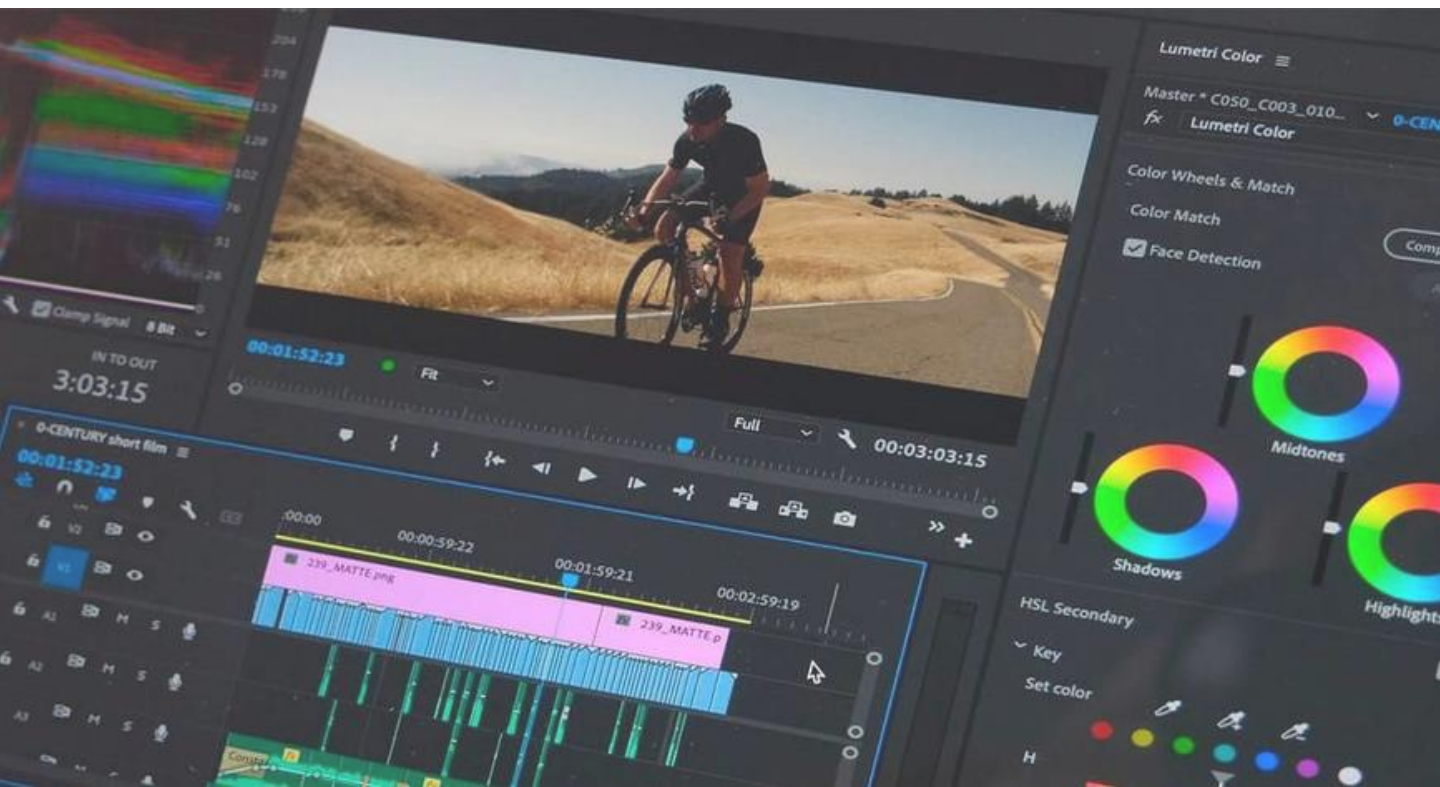 204
178
153
128
102
76
51
26
Clamp Signal
8 Bit
IN TO OUT
3:03:15
00:01:52:23
Fit
Full
00:03:03:15
0-CENTURY short film
00:01:52:23
:00:00
00:00:59:22
00:01:59:21
00:02:59:19
V2
V1
A1
M
S
A2
M
S
A3
M
S
239_MATTE.png
239_MATTE.p
Consta
fx
Lumetri Color
Master * C050_C003_010...
0-CEN
fx
Lumetri Color
Color Wheels & Match
Color Match
Comp
Face Detection
Midtones
Shadows
Highlights
HSL Secondary
Key
Set color
H